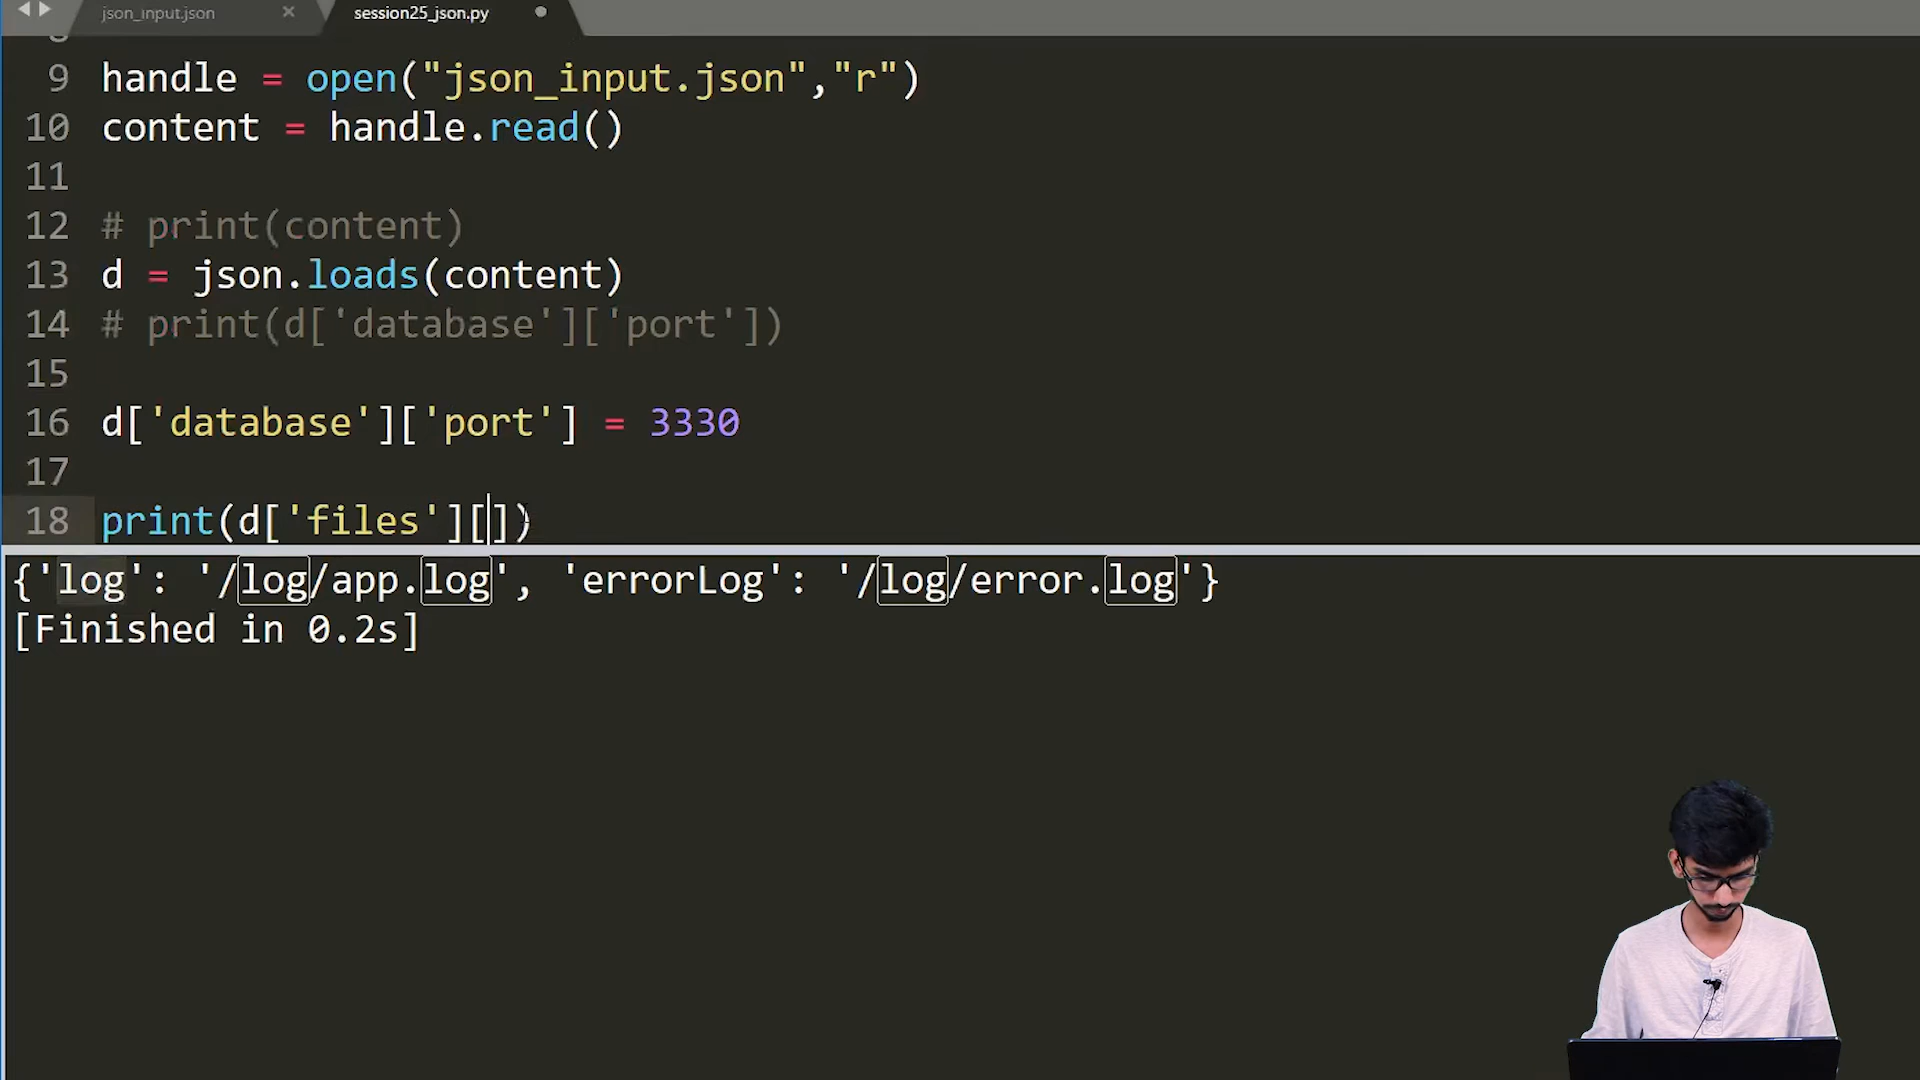 json_input.json
session25_json.py
9 handle = open("json_input.json","r")
10 content = handle.read()
11
12 # print(content)
13 d = json.loads(content)
14 # print(d['database']['port'])
15
16 d['database']['port'] = 3330
17
18 print(d['files'][])
{'log': '/log/app.log', 'errorLog': '/log/error.log'}
[Finished in 0.2s]